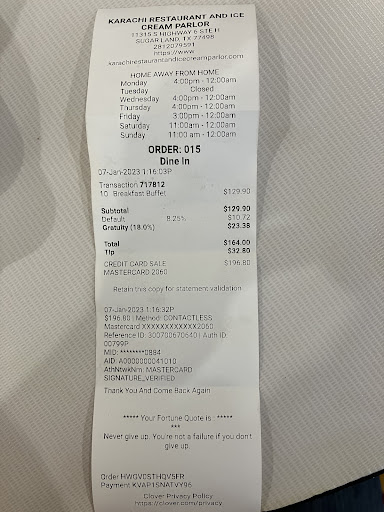 KARACHI RESTAURANT AND ICE
CREAM PARLOR
11315 S HIGHWAY 6 STE H
SUGAR LAND, TX 77498
2812079591
https://www.
karachirestaurantandicecreamparlor.com
HOME AWAY FROM HOME
Monday 4:00pm - 12:00am
Tuesday Closed
Wednesday 4:00pm - 12:00am
Thursday 4:00pm - 12:00am
Friday 3:00pm - 12:00am
Saturday 11:00am - 12:00am
Sunday 11:00 am - 12:00am
ORDER: 015
Dine In
07-Jan-2023 1:16:03P
Transaction 717812
10 Breakfast Buffet $129.90
Subtotal $129.90
Default 8.25% $10.72
Gratuity (18.0%) $23.38
Total $164.00
Tip $32.80
CREDIT CARD SALE $196.80
MASTERCARD 2060
Retain this copy for statement validation
07-Jan-2023 1:16:32P
$196.80 | Method: CONTACTLESS
Mastercard XXXXXXXXXXXX2060
Reference ID: 300700670640 | Auth ID:
00799P
MID: ********0884
AID: A0000000041010
AthNtwkNm: MASTERCARD
SIGNATURE_VERIFIED
Thank You And Come Back Again
***** Your Fortune Quote is : *****
***
Never give up. You're not a failure if you don't
give up.
Order HWGV0STHQVSFR
Payment KVAP1SNATVY96
Clover Privacy Policy
https://clover.com/privacy